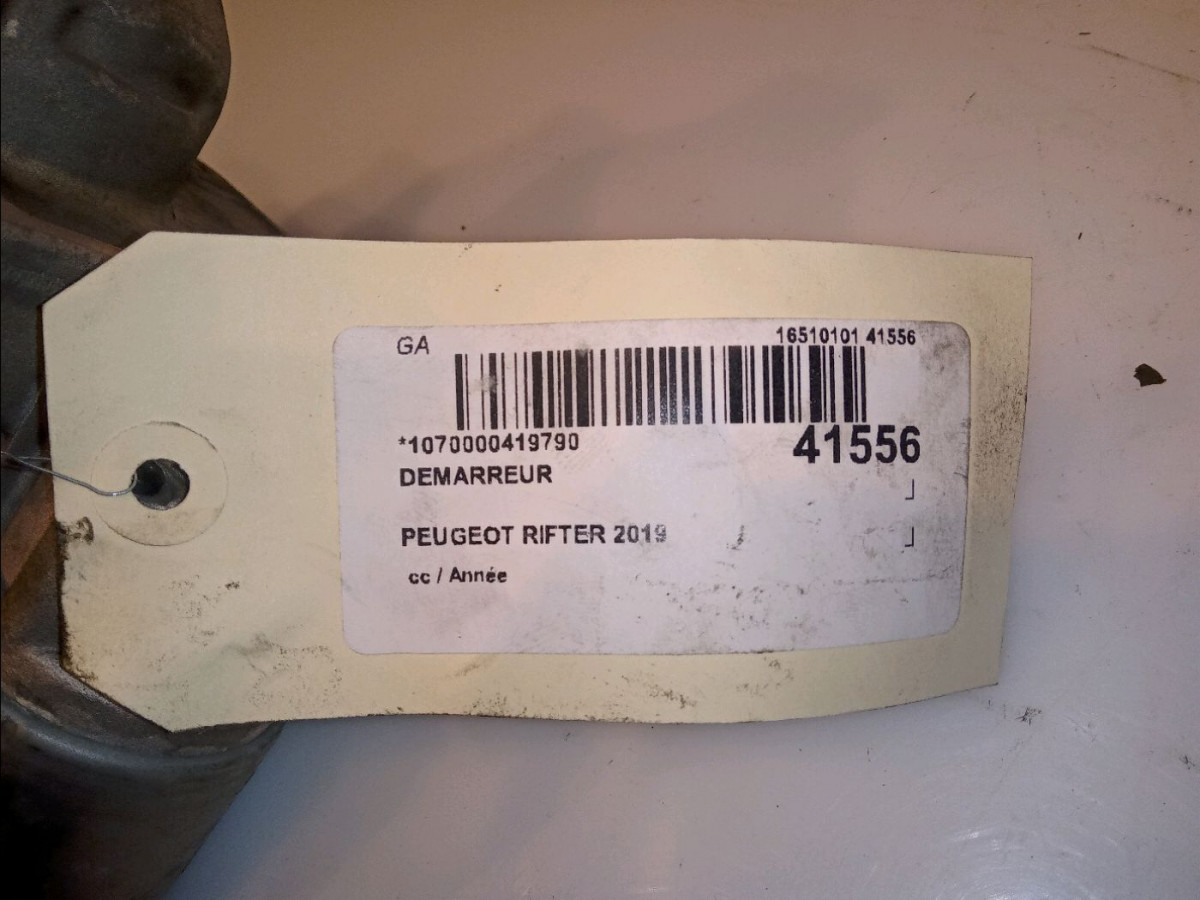 GA 16510101 41556
*1070000419790 41556
DEMARREUR
PEUGEOT RIFTER 2019
cc / Année